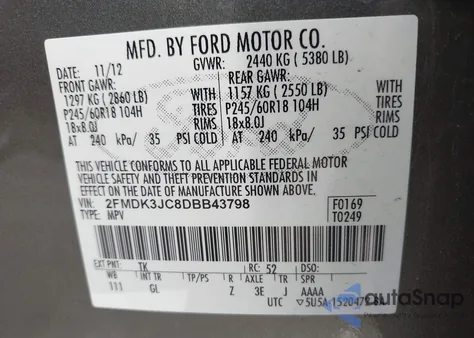 MFD. BY FORD MOTOR CO.
DATE: 11/12 GVWR: 2440 KG ( 5380 LB)
FRONT GAWR: REAR GAWR:
1297 KG ( 2860 LB) WITH 1157 KG ( 2550 LB) WITH
P245/60R18 104H TIRES P245/60R18 104H TIRES
18x8.0J RIMS 18x8.0J RIMS
AT 240 kPa/ 35 PSI COLD AT 240 kPa/ 35 PSI COLD
THIS VEHICLE CONFORMS TO ALL APPLICABLE FEDERAL MOTOR
VEHICLE SAFETY AND THEFT PREVENTION STANDARDS IN
EFFECT ON THE DATE OF MANUFACTURE SHOWN ABOVE.
VIN: 2FMDK3JC8DBB43798 F0169
TYPE: MPV T0249
EXT PNT: TK RC: 52 DSO:
WB INT TR TP/PS R AXLE TR SPR
111 GL Z 3E J AAAA
UTC
autoSnap